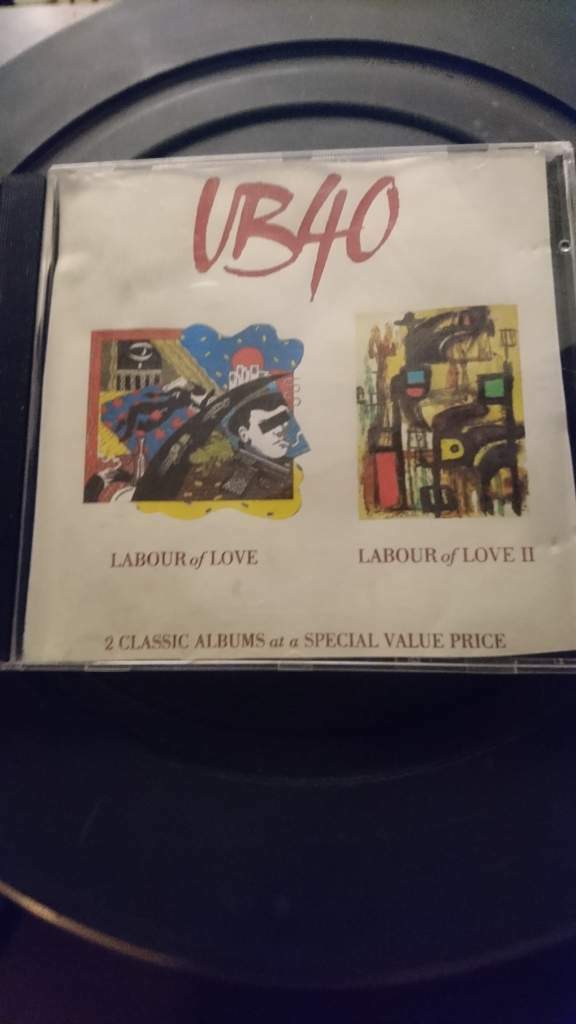 UB40
LABOUR of LOVE
LABOUR of LOVE II
2 CLASSIC ALBUMS at a SPECIAL VALUE PRICE